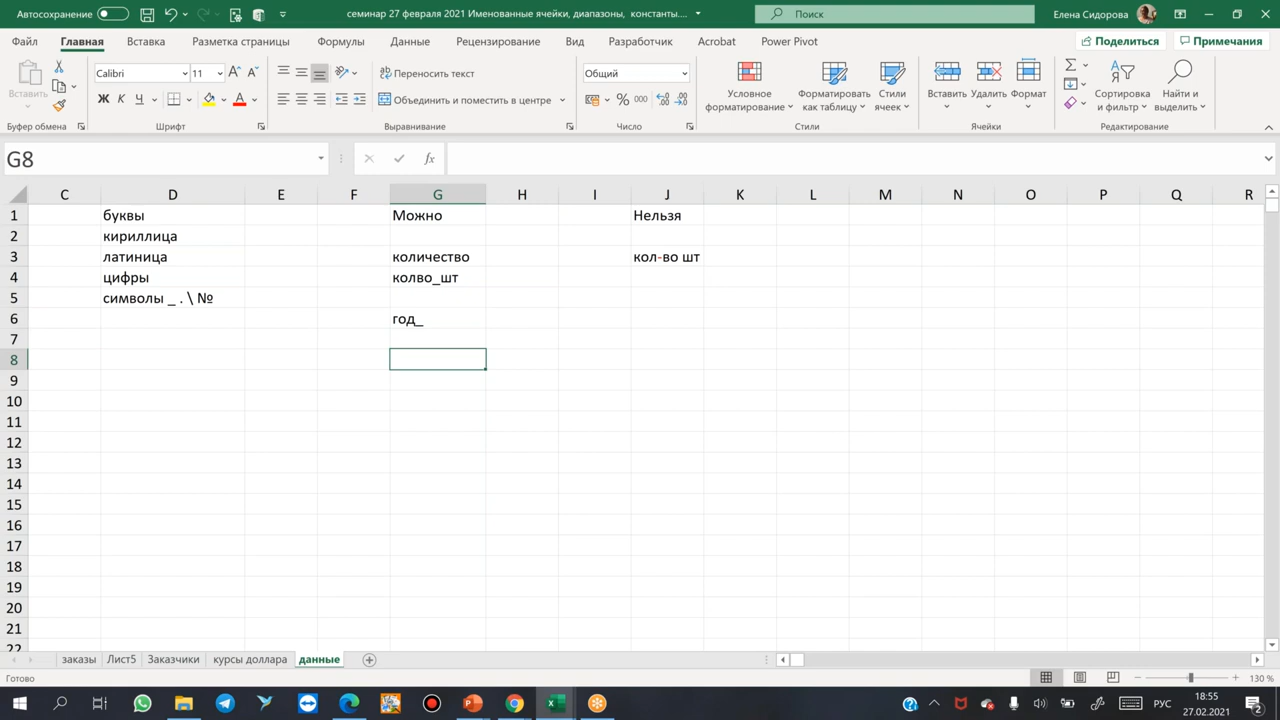 Автосохранение
семинар 27 февраля 2021 Именованные ячейки, диапазоны, константы....
Поиск
Елена Сидорова
Файл Главная Вставка Разметка страницы Формулы Данные Рецензирование Вид Разработчик Acrobat Power Pivot
Поделиться Примечания
Вставить
Буфер обмена
Calibri 11
Ж К Ч
Шрифт
Переносить текст
Объединить и поместить в центре
Выравнивание
Общий
% 000
Число
Условное форматирование
Форматировать как таблицу
Стили ячеек
Стили
Вставить Удалить Формат
Ячейки
Сортировка и фильтр
Найти и выделить
Редактирование
G8
fx
C D E F G H I J K L M N O P Q R
1 буквы Можно Нельзя
2 кириллица
3 латиница количество кол-во шт
4 цифры колво_шт
5 символы _ . \ №
6 год_
7
8
9
10
11
12
13
14
15
16
17
18
19
20
21
22
заказы Лист5 Заказчики курсы доллара данные
Готово
130 %
РУС
18:55
27.02.2021
2